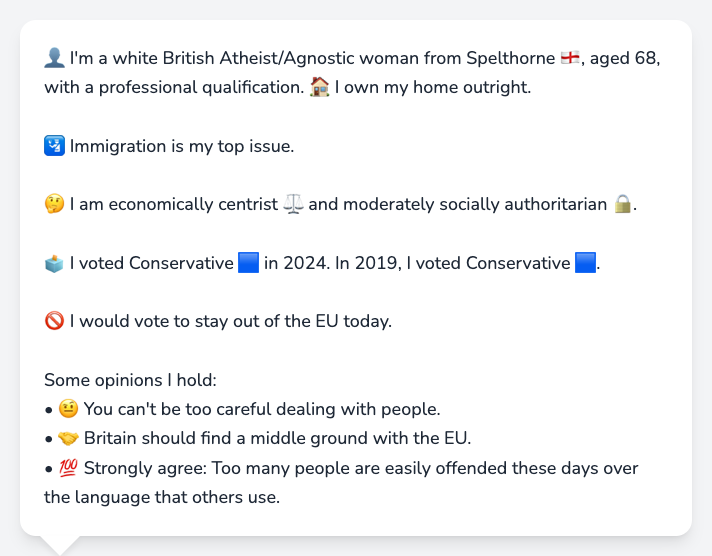 👤 I'm a white British Atheist/Agnostic woman from Spelthorne 🏴󠁧󠁢󠁥󠁮󠁧󠁿, aged 68,
with a professional qualification. 🏠 I own my home outright.
🛂 Immigration is my top issue.
🤔 I am economically centrist ⚖️ and moderately socially authoritarian 🔒.
🗳️ I voted Conservative 🟦 in 2024. In 2019, I voted Conservative 🟦.
🚫 I would vote to stay out of the EU today.
Some opinions I hold:
• 🤨 You can't be too careful dealing with people.
• 🤝 Britain should find a middle ground with the EU.
• 💯 Strongly agree: Too many people are easily offended these days over
the language that others use.